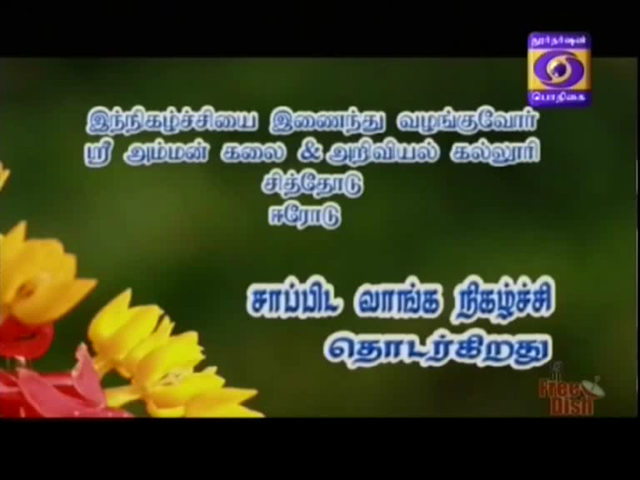 தூர்தர்ஷன்
பொதிகை
இந்நிகழ்ச்சியை இணைந்து வழங்குவோர்
ஸ்ரீ அம்மன் கலை & அறிவியல் கல்லூரி
சித்தோடு
ஈரோடு
சாப்பிட வாங்க நிகழ்ச்சி
தொடர்கிறது
Free
Dish